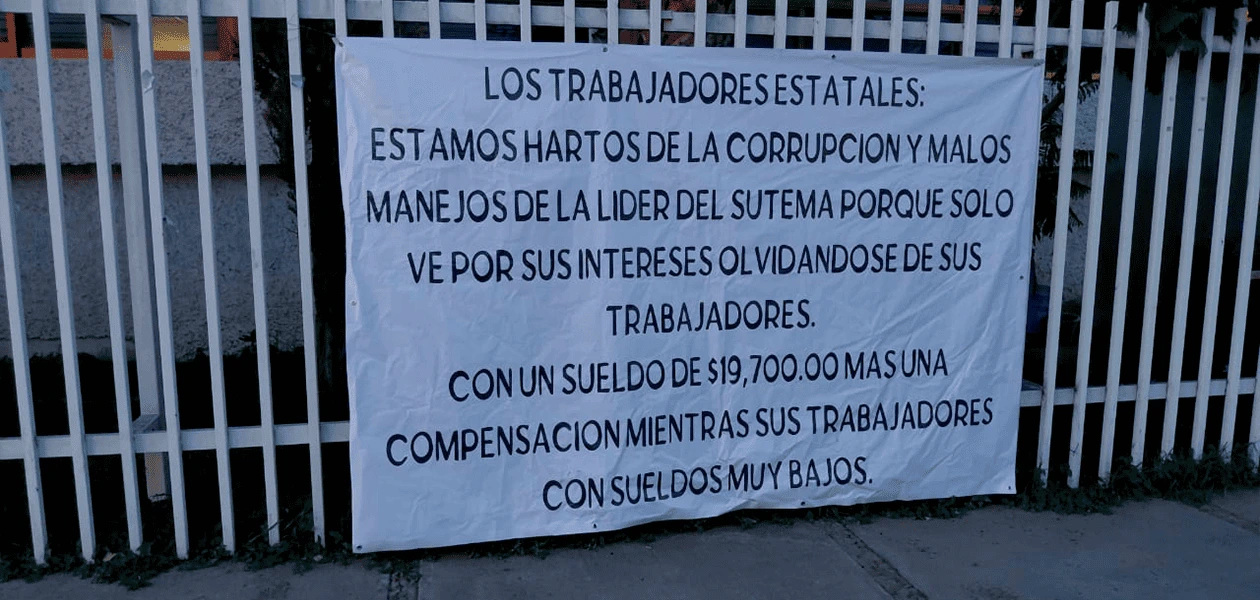 LOS TRABAJADORES ESTATALES:
ESTAMOS HARTOS DE LA CORRUPCION Y MALOS
MANEJOS DE LA LIDER DEL SUTEMA PORQUE SOLO
VE POR SUS INTERESES OLVIDANDOSE DE SUS
TRABAJADORES.
CON UN SUELDO DE $19,700.00 MAS UNA
COMPENSACION MIENTRAS SUS TRABAJADORES
CON SUELDOS MUY BAJOS.